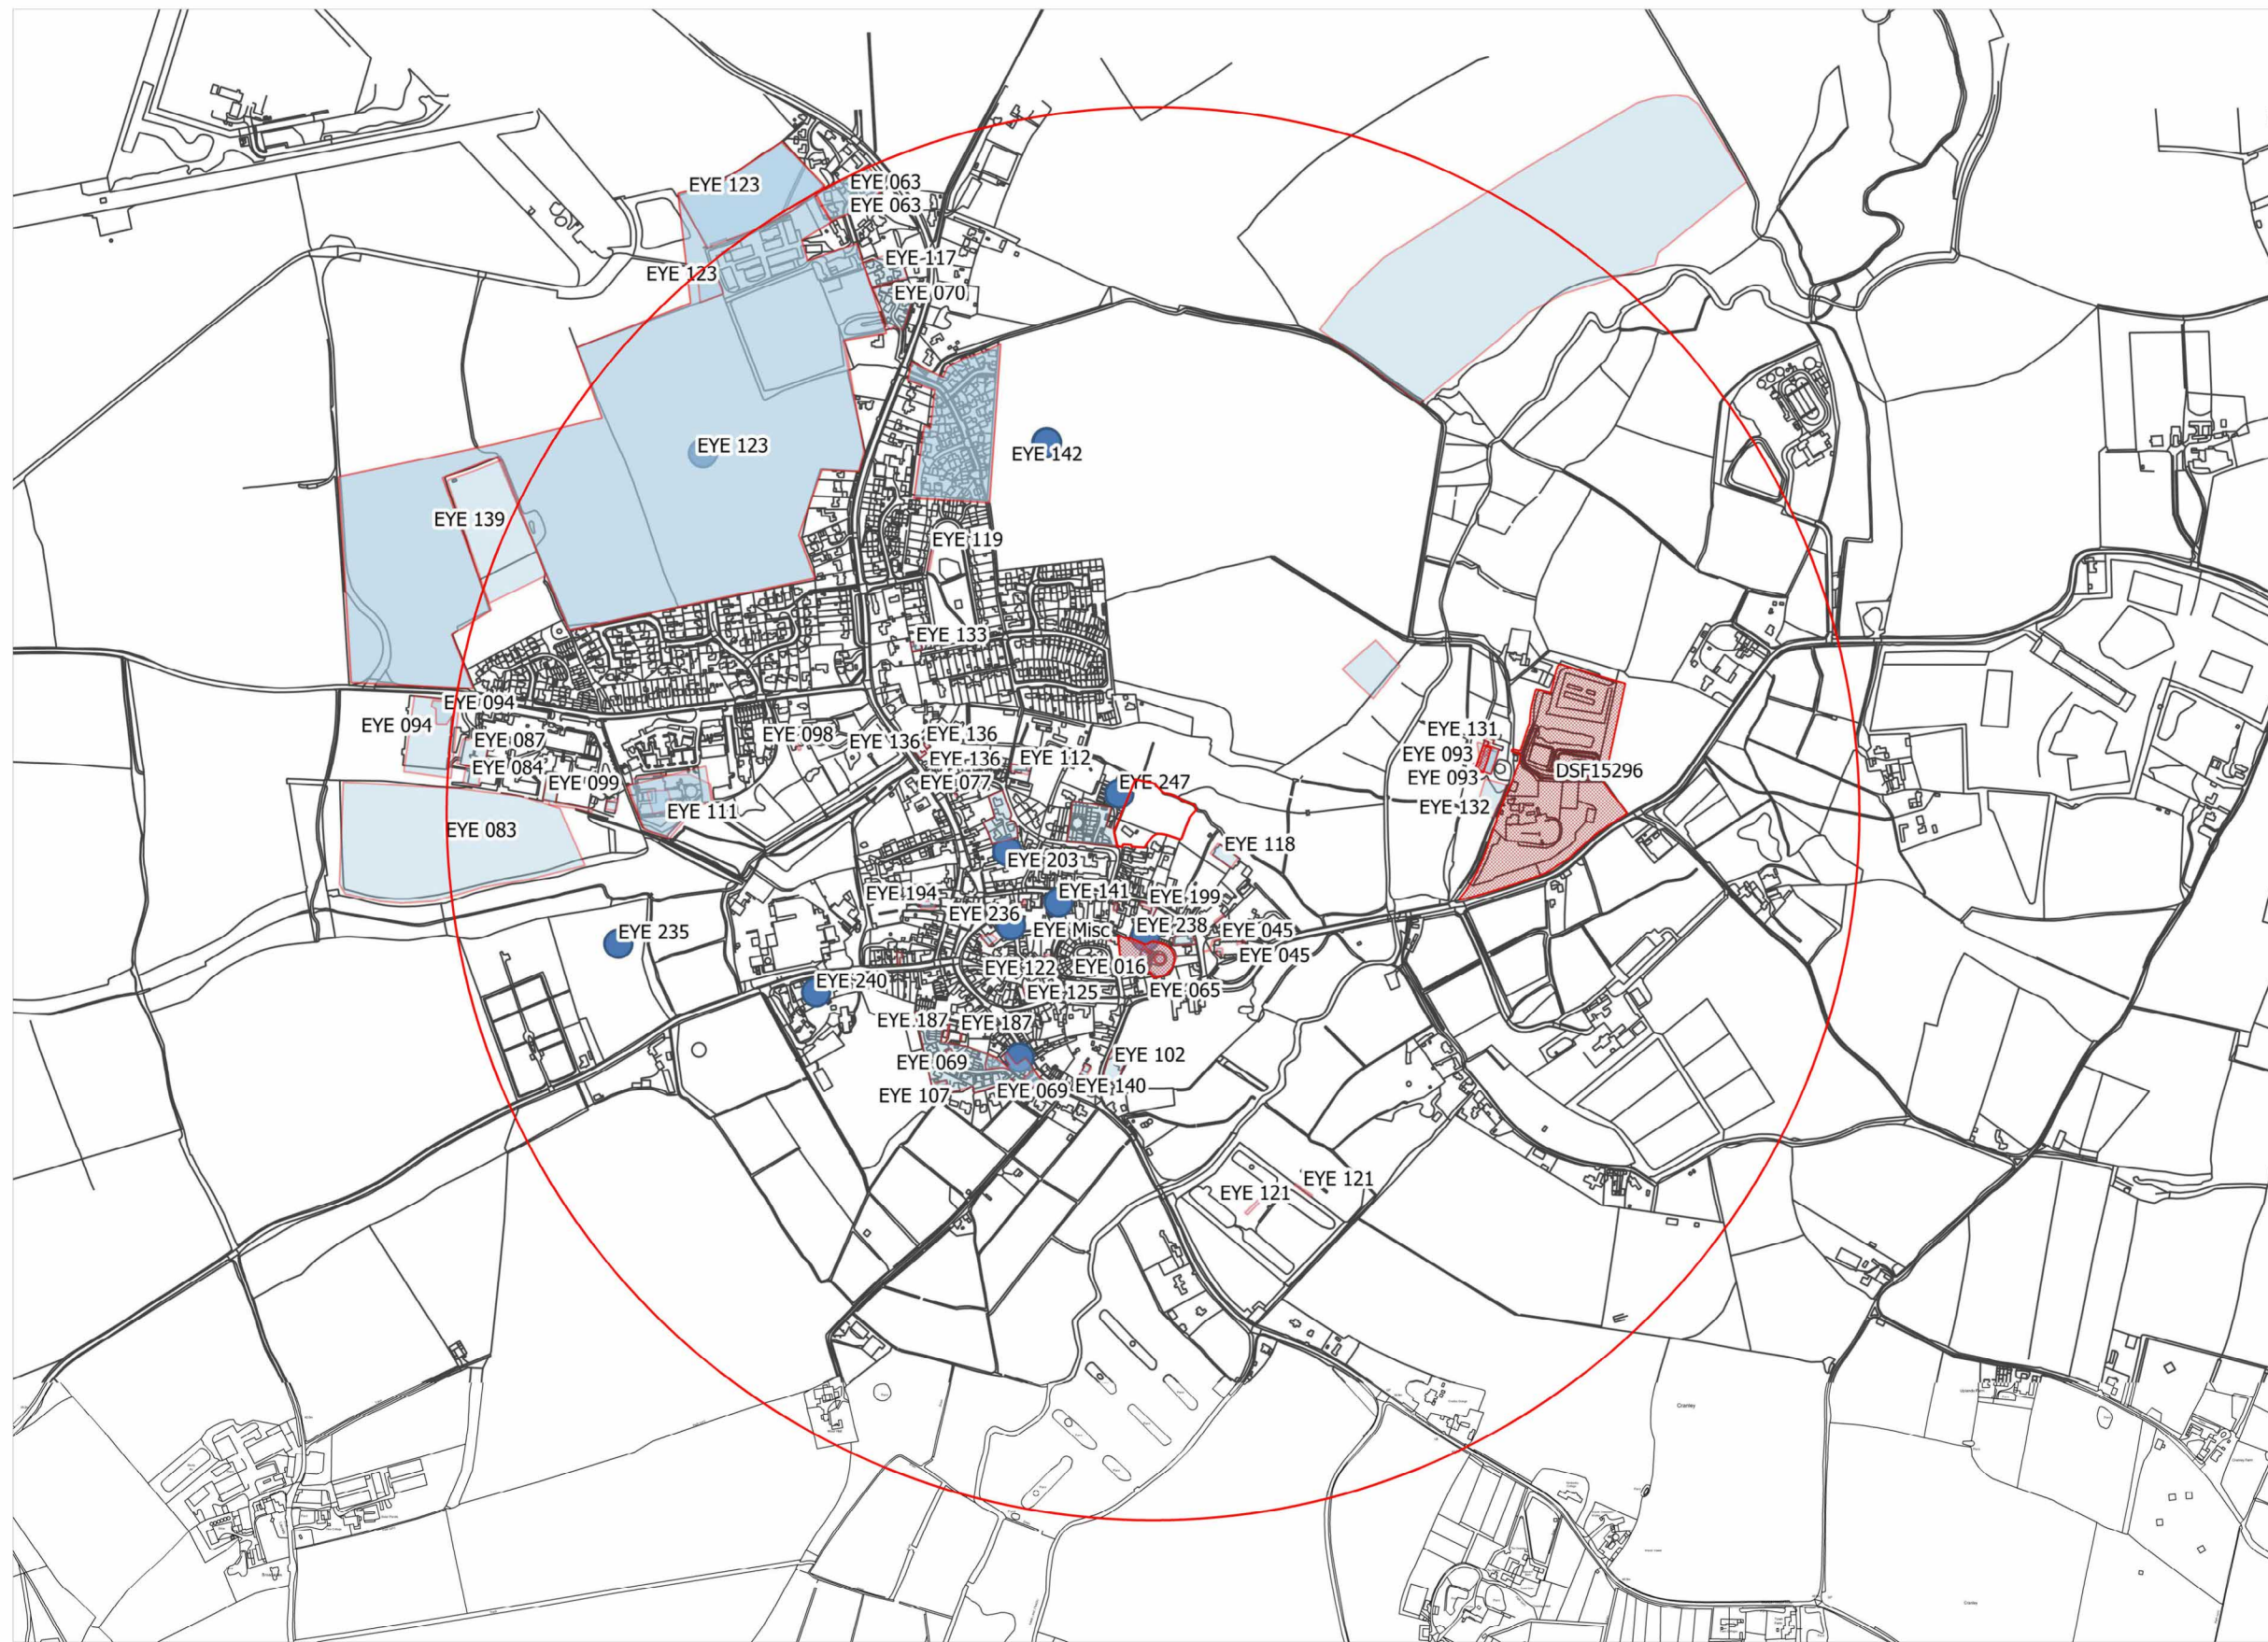 EYE 063
EYE 123
EYE 063
EYE 117
EYE 123
EYE 070
EYE 123
EYE 142
EYE 139
EYE 119
EYE 133
EYE 094
EYE 094
EYE 131
EYE 136
EYE 098
EYE 136
EYE 087
EYE 093
EYE 136
EYE 112
EYE 084
DSF15296
EYE 093
EYE 077
EYE 247
EYE 099
EYE 132
EYE 111
EYE 083
EYE 118
EYE 203
EYE 141
EYE 194
EYE 199
EYE 236
EYE 238
EYE Misc
EYE 045
EYE 235
EYE 045
EYE 122
EYE 016
EYE 240
EYE 125
EYE 065
EYE 187
EYE 187
EYE 102
EYE 069
EYE 140
EYE 069
EYE 107
EYE 121
EYE 121
Cranley
Cranley